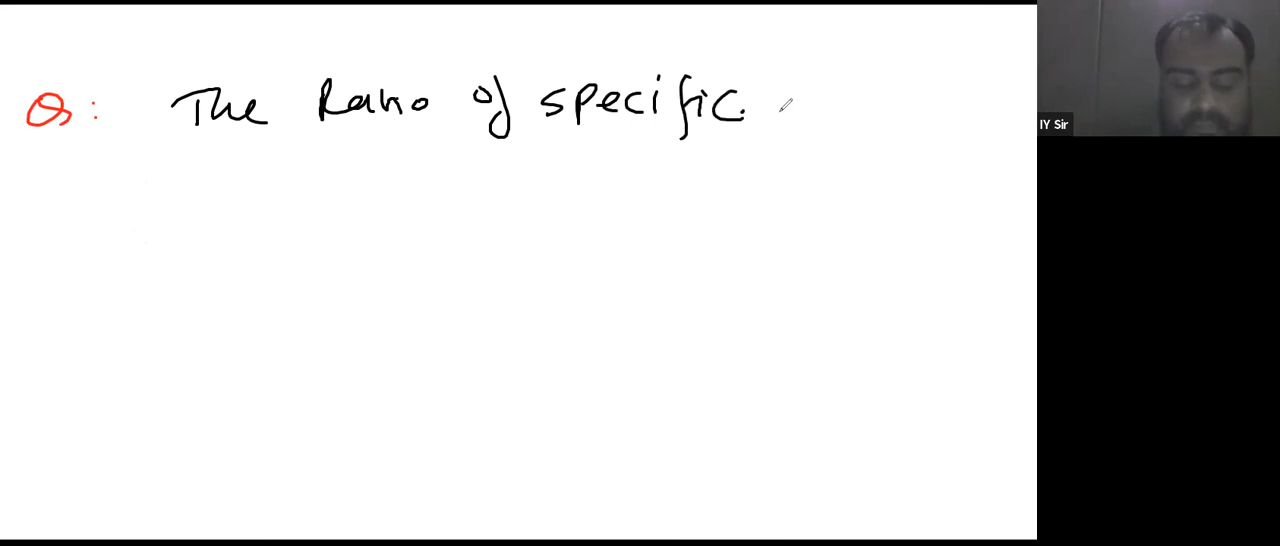 Q: The Ratio of specific.
IY Sir